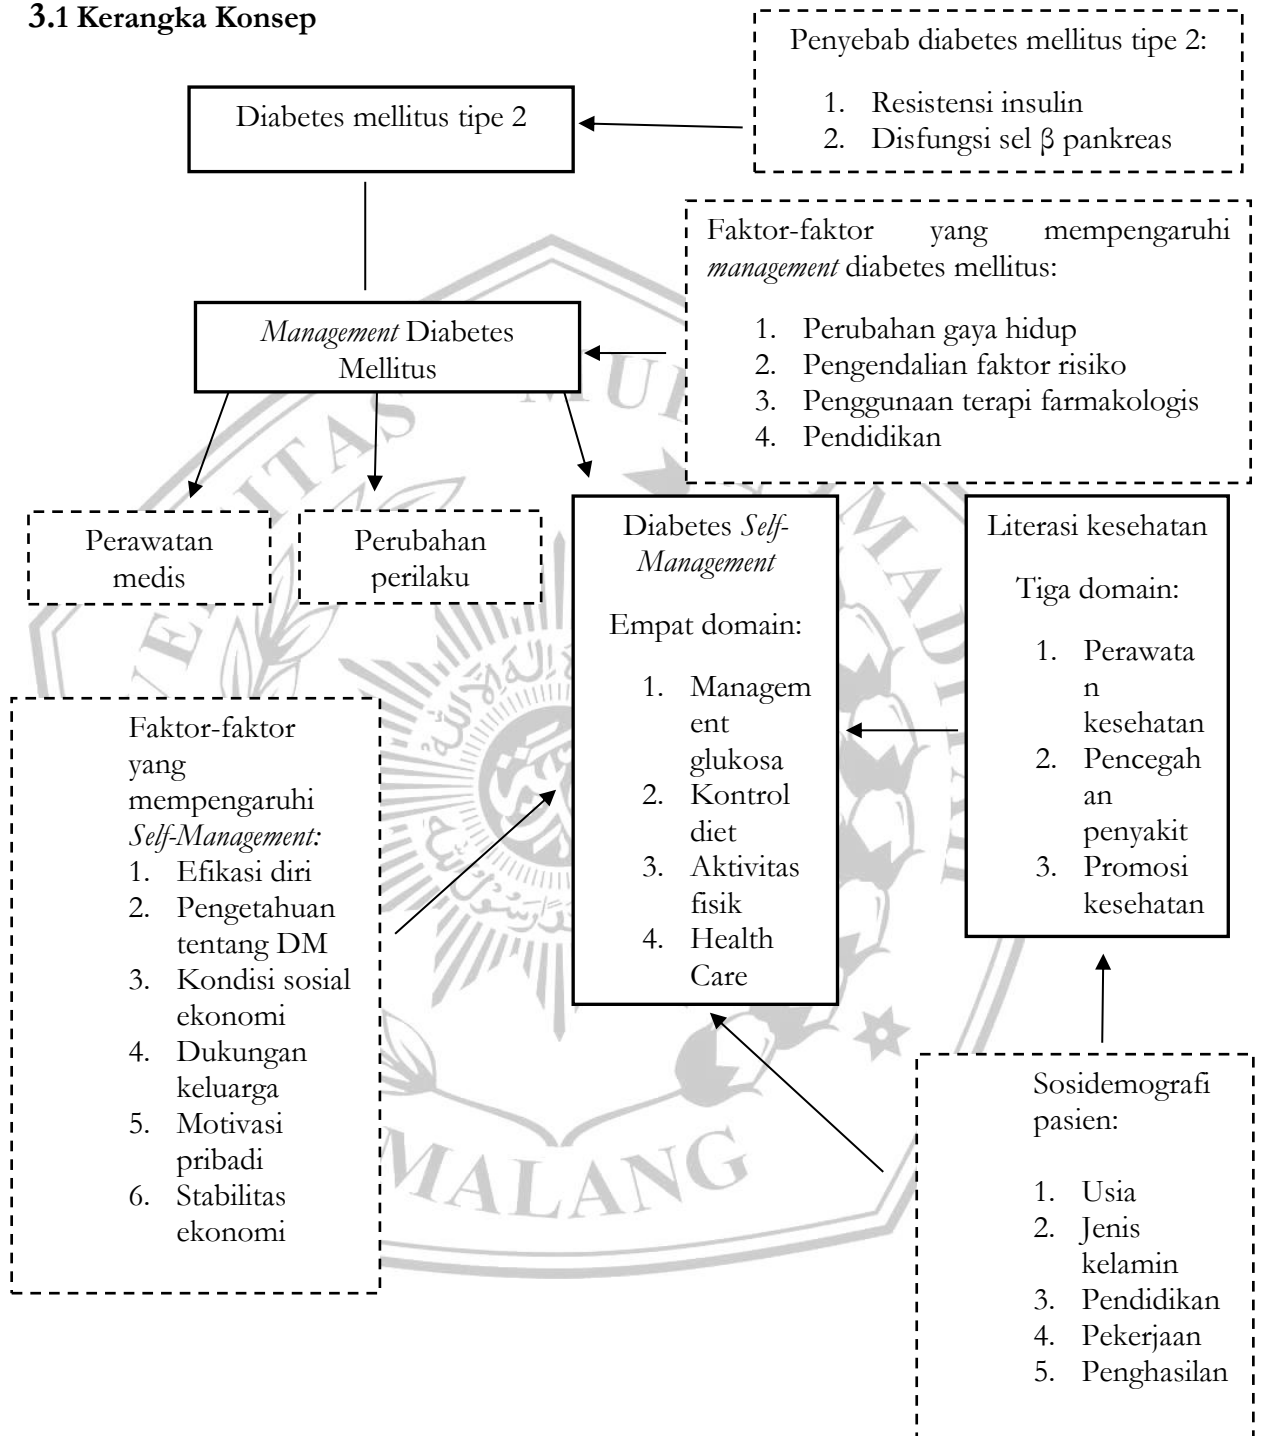 3.1 Kerangka Konsep
Penyebab diabetes mellitus tipe 2:
1. Resistensi insulin
2. Disfungsi sel β pankreas
Diabetes mellitus tipe 2
Faktor-faktor yang mempengaruhi
management diabetes mellitus:
1. Perubahan gaya hidup
2. Pengendalian faktor risiko
3. Penggunaan terapi farmakologis
4. Pendidikan
Management Diabetes
Mellitus
Perawatan
medis
Perubahan
perilaku
Diabetes Self-
Management
Empat domain:
1. Managem
ent
glukosa
2. Kontrol
diet
3. Aktivitas
fisik
4. Health
Care
Literasi kesehatan
Tiga domain:
1. Perawata
n
kesehatan
2. Pencegah
an
penyakit
3. Promosi
kesehatan
Faktor-faktor
yang
mempengaruhi
Self-Management:
1. Efikasi diri
2. Pengetahuan
tentang DM
3. Kondisi sosial
ekonomi
4. Dukungan
keluarga
5. Motivasi
pribadi
6. Stabilitas
ekonomi
Sosidemografi
pasien:
1. Usia
2. Jenis
kelamin
3. Pendidikan
4. Pekerjaan
5. Penghasilan
MALANG